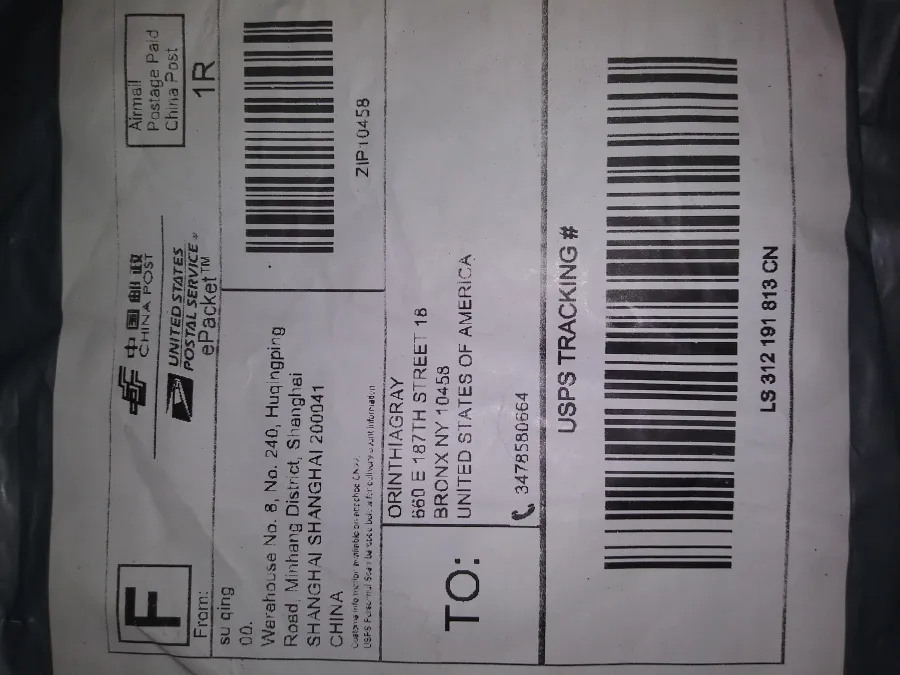 F
中国邮政
CHINA POST
UNITED STATES
POSTAL SERVICE ®
ePacket™
Airmail
Postage Paid
China Post
1R
From:
su qing
00.
Warehouse No. 8, No. 240, Huqingping
Road, Minhang District, Shanghai
SHANGHAI SHANGHAI 200041
CHINA
ZIP10458
TO:
ORINTHIAGRAY
660 E 187TH STREET 18
BRONX NY 10458
UNITED STATES OF AMERICA
3478580664
USPS TRACKING #
LS 312 191 813 CN